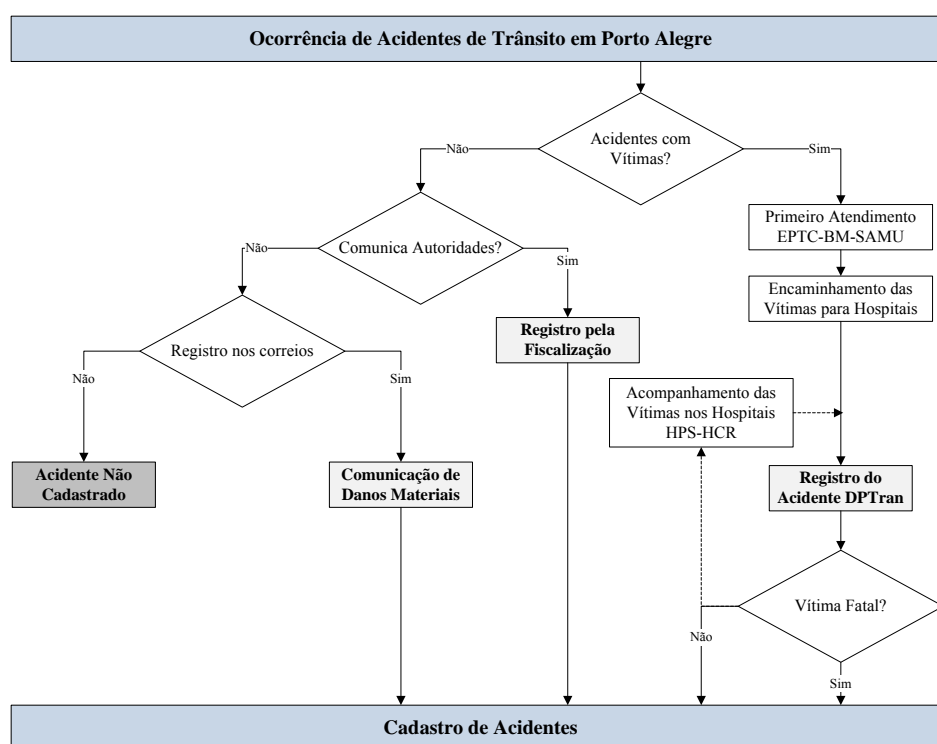 Ocorrência de Acidentes de Trânsito em Porto Alegre
Acidentes com
Vítimas?
Não
Sim
Primeiro Atendimento
EPTC-BM-SAMU
Comunica Autoridades?
Não
Sim
Encaminhamento das
Vítimas para Hospitais
Registro pela
Fiscalização
Registro nos correios
Não
Sim
Acompanhamento das
Vítimas nos Hospitais
HPS-HCR
Acidente Não
Cadastrado
Comunicação de
Danos Materiais
Registro do
Acidente DPTran
Vítima Fatal?
Não
Sim
Cadastro de Acidentes